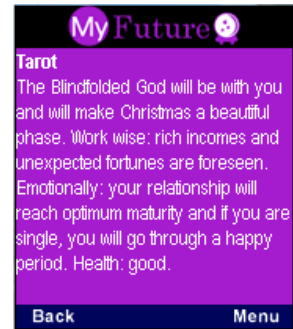 My Future
Tarot
The Blindfolded God will be with you
and will make Christmas a beautiful
phase. Work wise: rich incomes and
unexpected fortunes are foreseen.
Emotionally: your relationship will
reach optimum maturity and if you are
single, you will go through a happy
period. Health: good.
Back Menu